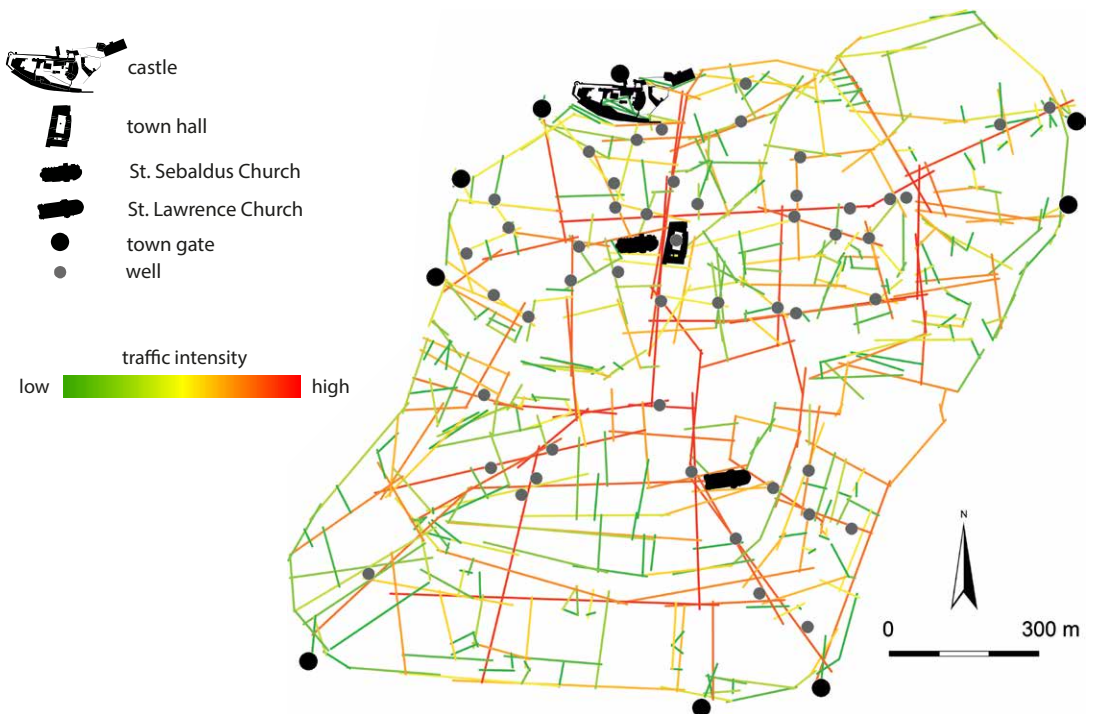 castle
town hall
St. Sebaldus Church
St. Lawrence Church
town gate
well
traffic intensity
low high
N
0 300 m